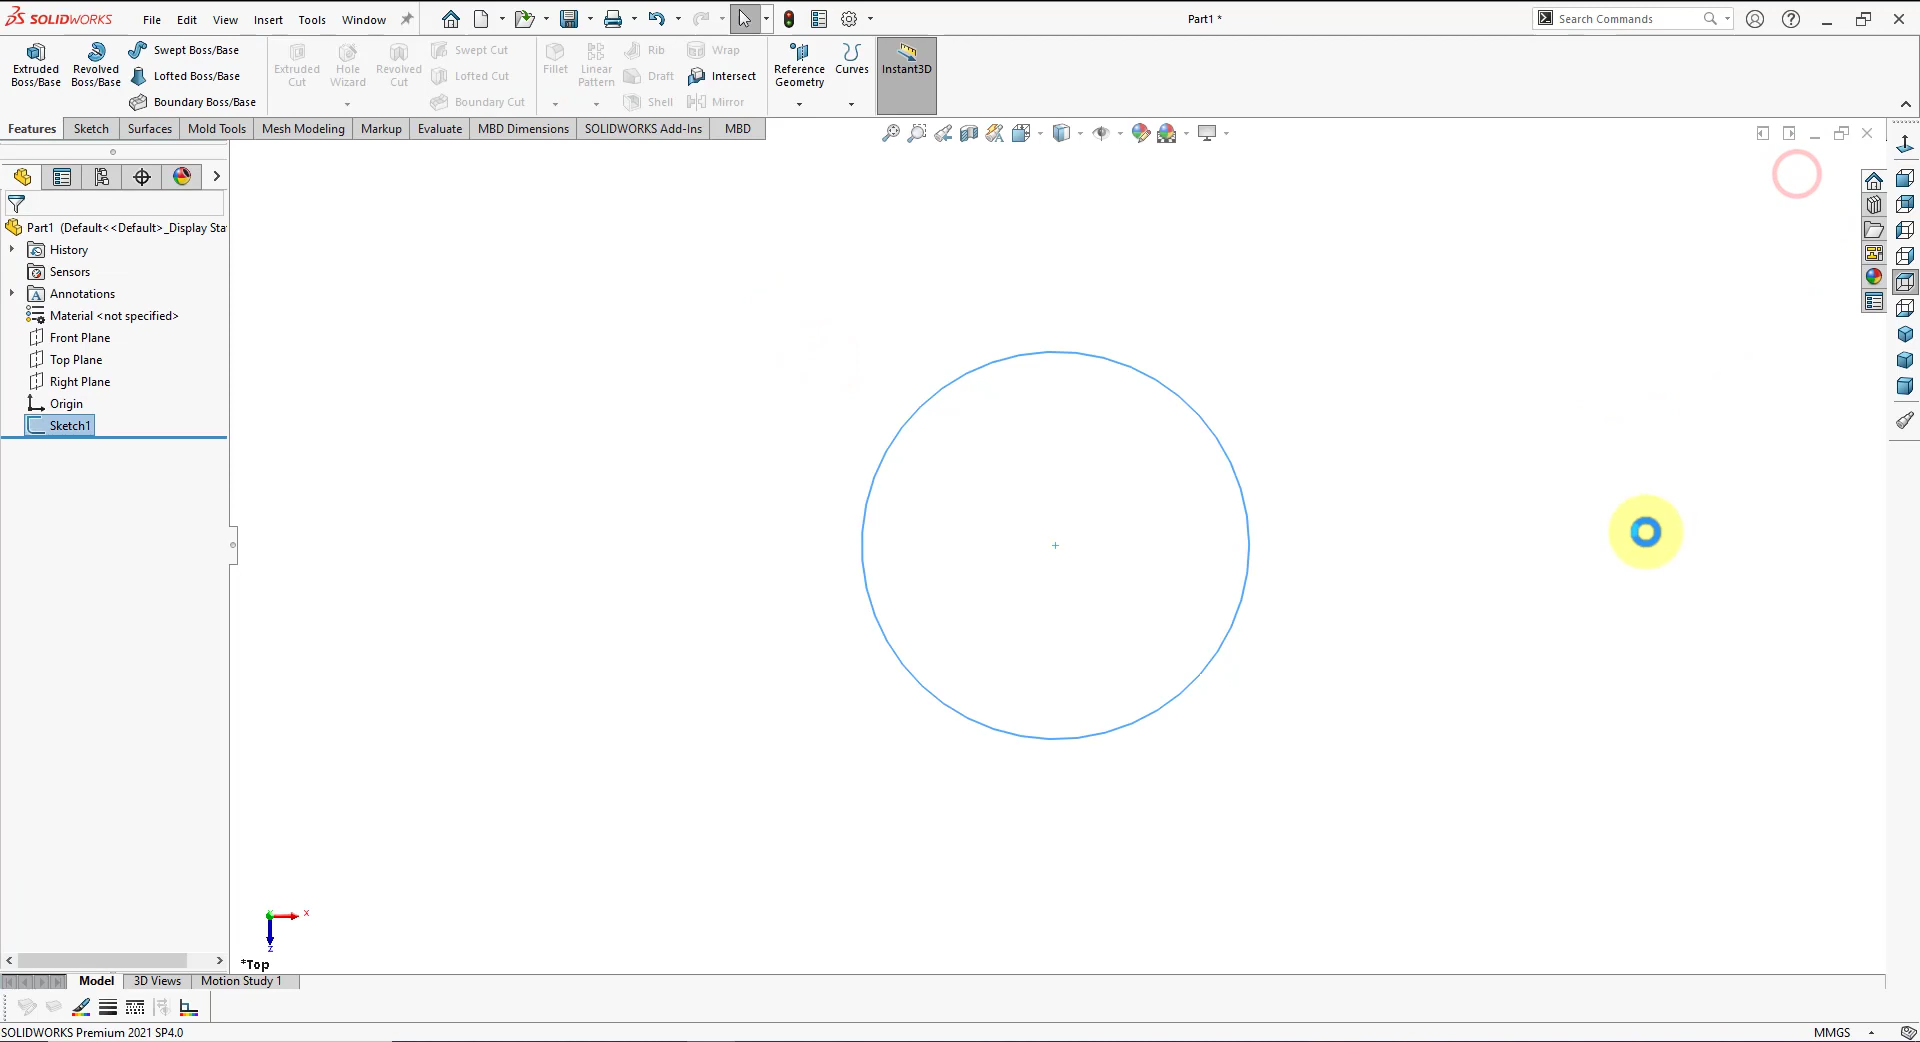 SOLIDWORKS File Edit View Insert Tools Window Part1 * Search Commands
Extruded Boss/Base
Revolved Boss/Base
Swept Boss/Base
Lofted Boss/Base
Boundary Boss/Base
Extruded Cut
Hole Wizard
Revolved Cut
Swept Cut
Lofted Cut
Boundary Cut
Fillet
Linear Pattern
Rib
Draft
Shell
Wrap
Intersect
Mirror
Reference Geometry
Curves
Instant3D
Features Sketch Surfaces Mold Tools Mesh Modeling Markup Evaluate MBD Dimensions SOLIDWORKS Add-Ins MBD
Part1 (Default<<Default>_Display Sta
History
Sensors
Annotations
Material <not specified>
Front Plane
Top Plane
Right Plane
Origin
Sketch1
X
Z
*Top
Model 3D Views Motion Study 1
SOLIDWORKS Premium 2021 SP4.0 MMGS